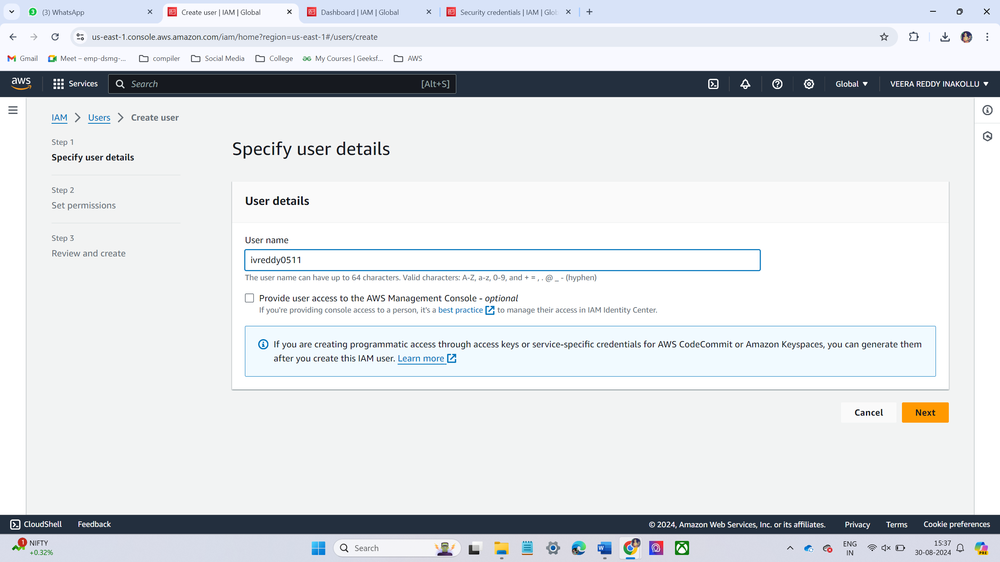 (3) WhatsApp
Create user | IAM | Global
Dashboard | IAM | Global
Security credentials | IAM | Glob
us-east-1.console.aws.amazon.com/iam/home?region=us-east-1#/users/create
Gmail
Meet – emp-dsmg-...
compiler
Social Media
College
My Courses | Geeksf...
AWS
aws
Services
Search
[Alt+S]
Global
VEERA REDDY INAKOLLU
IAM
Users
Create user
Step 1
Specify user details
Step 2
Set permissions
Step 3
Review and create
Specify user details
User details
User name
ivreddy0511
The user name can have up to 64 characters. Valid characters: A-Z, a-z, 0-9, and + = , . @ _ - (hyphen)
Provide user access to the AWS Management Console - optional
If you're providing console access to a person, it's a best practice to manage their access in IAM Identity Center.
If you are creating programmatic access through access keys or service-specific credentials for AWS CodeCommit or Amazon Keyspaces, you can generate them
after you create this IAM user. Learn more
Cancel
Next
CloudShell
Feedback
© 2024, Amazon Web Services, Inc. or its affiliates.
Privacy
Terms
Cookie preferences
1
NIFTY
+0.32%
Search
ENG
IN
15:37
30-08-2024
PRE